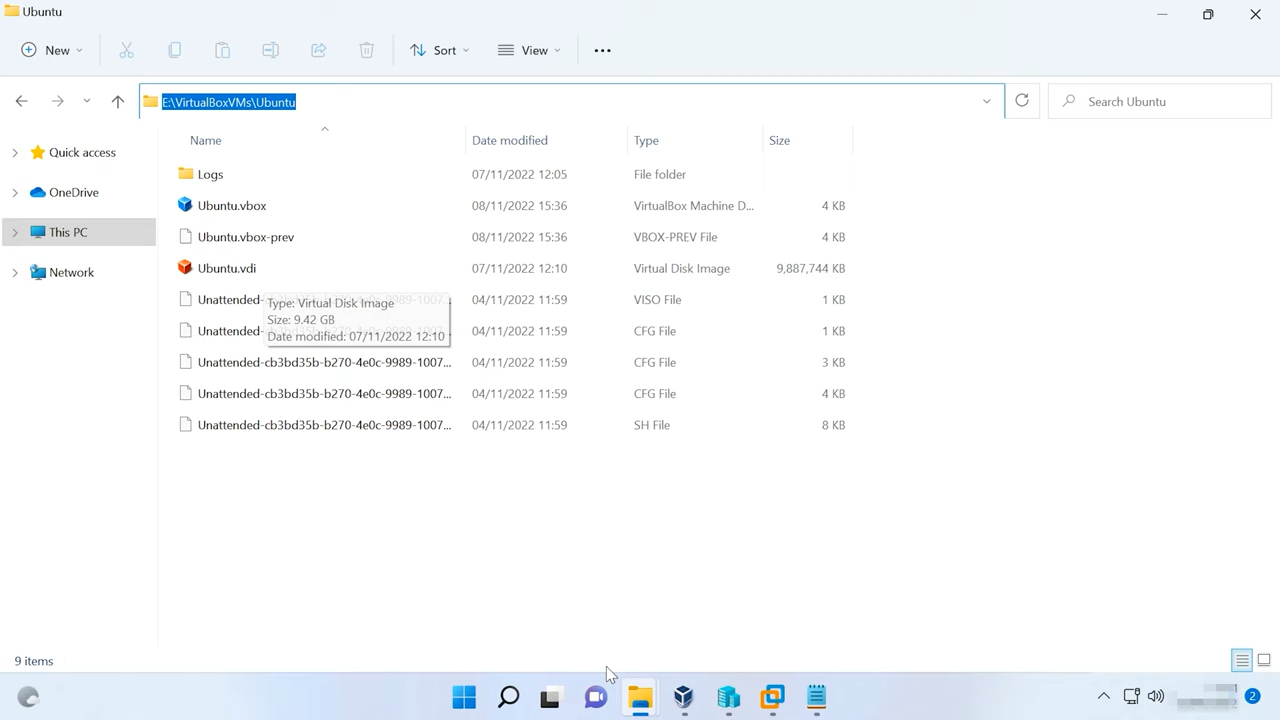 Ubuntu
New
Sort
View
E:\VirtualBoxVMs\Ubuntu
Search Ubuntu
Name Date modified Type Size
Quick access
OneDrive
This PC
Network
Logs 07/11/2022 12:05 File folder
Ubuntu.vbox 08/11/2022 15:36 VirtualBox Machine D... 4 KB
Ubuntu.vbox-prev 08/11/2022 15:36 VBOX-PREV File 4 KB
Ubuntu.vdi 07/11/2022 12:10 Virtual Disk Image 9,887,744 KB
Unattended- 04/11/2022 11:59 VISO File 1 KB
Type: Virtual Disk Image
Size: 9.42 GB
Date modified: 07/11/2022 12:10
Unattended- 04/11/2022 11:59 CFG File 1 KB
Unattended-cb3bd35b-b270-4e0c-9989-1007... 04/11/2022 11:59 CFG File 3 KB
Unattended-cb3bd35b-b270-4e0c-9989-1007... 04/11/2022 11:59 CFG File 4 KB
Unattended-cb3bd35b-b270-4e0c-9989-1007... 04/11/2022 11:59 SH File 8 KB
9 items
2